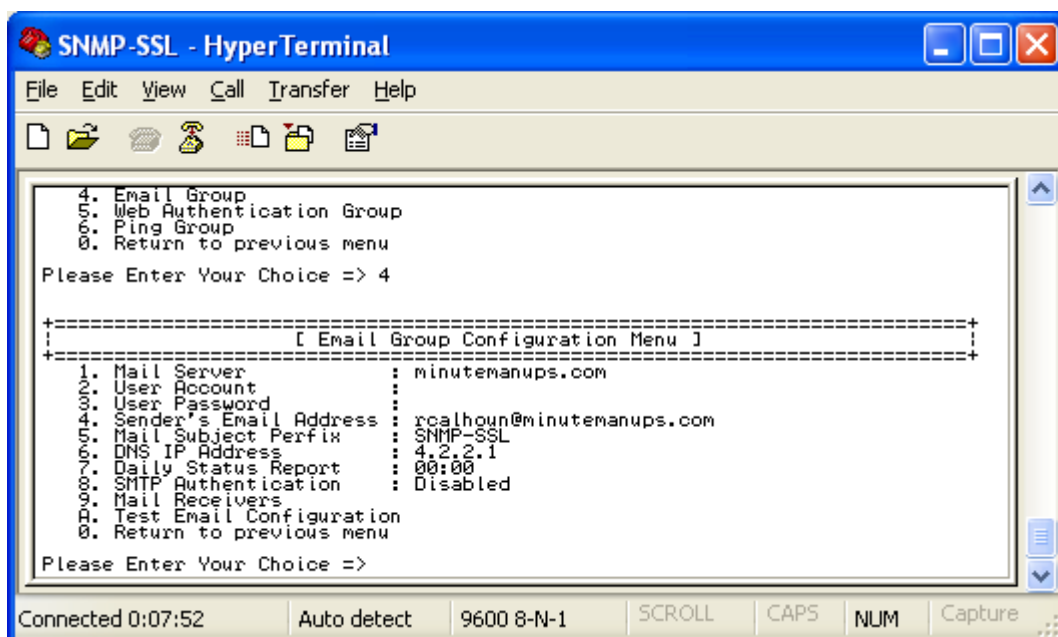 SNMP-SSL - HyperTerminal
File Edit View Call Transfer Help
4. Email Group
5. Web Authentication Group
6. Ping Group
0. Return to previous menu
Please Enter Your Choice => 4
+============================================================================+
¦ [ Email Group Configuration Menu ] ¦
+============================================================================+
1. Mail Server : minutemanups.com
2. User Account :
3. User Password :
4. Sender's Email Address : rcalhoun@minutemanups.com
5. Mail Subject Perfix : SNMP-SSL
6. DNS IP Address : 4.2.2.1
7. Daily Status Report : 00:00
8. SMTP Authentication : Disabled
9. Mail Receivers
A. Test Email Configuration
0. Return to previous menu
Please Enter Your Choice =>
Connected 0:07:52 Auto detect 9600 8-N-1 SCROLL CAPS NUM Capture